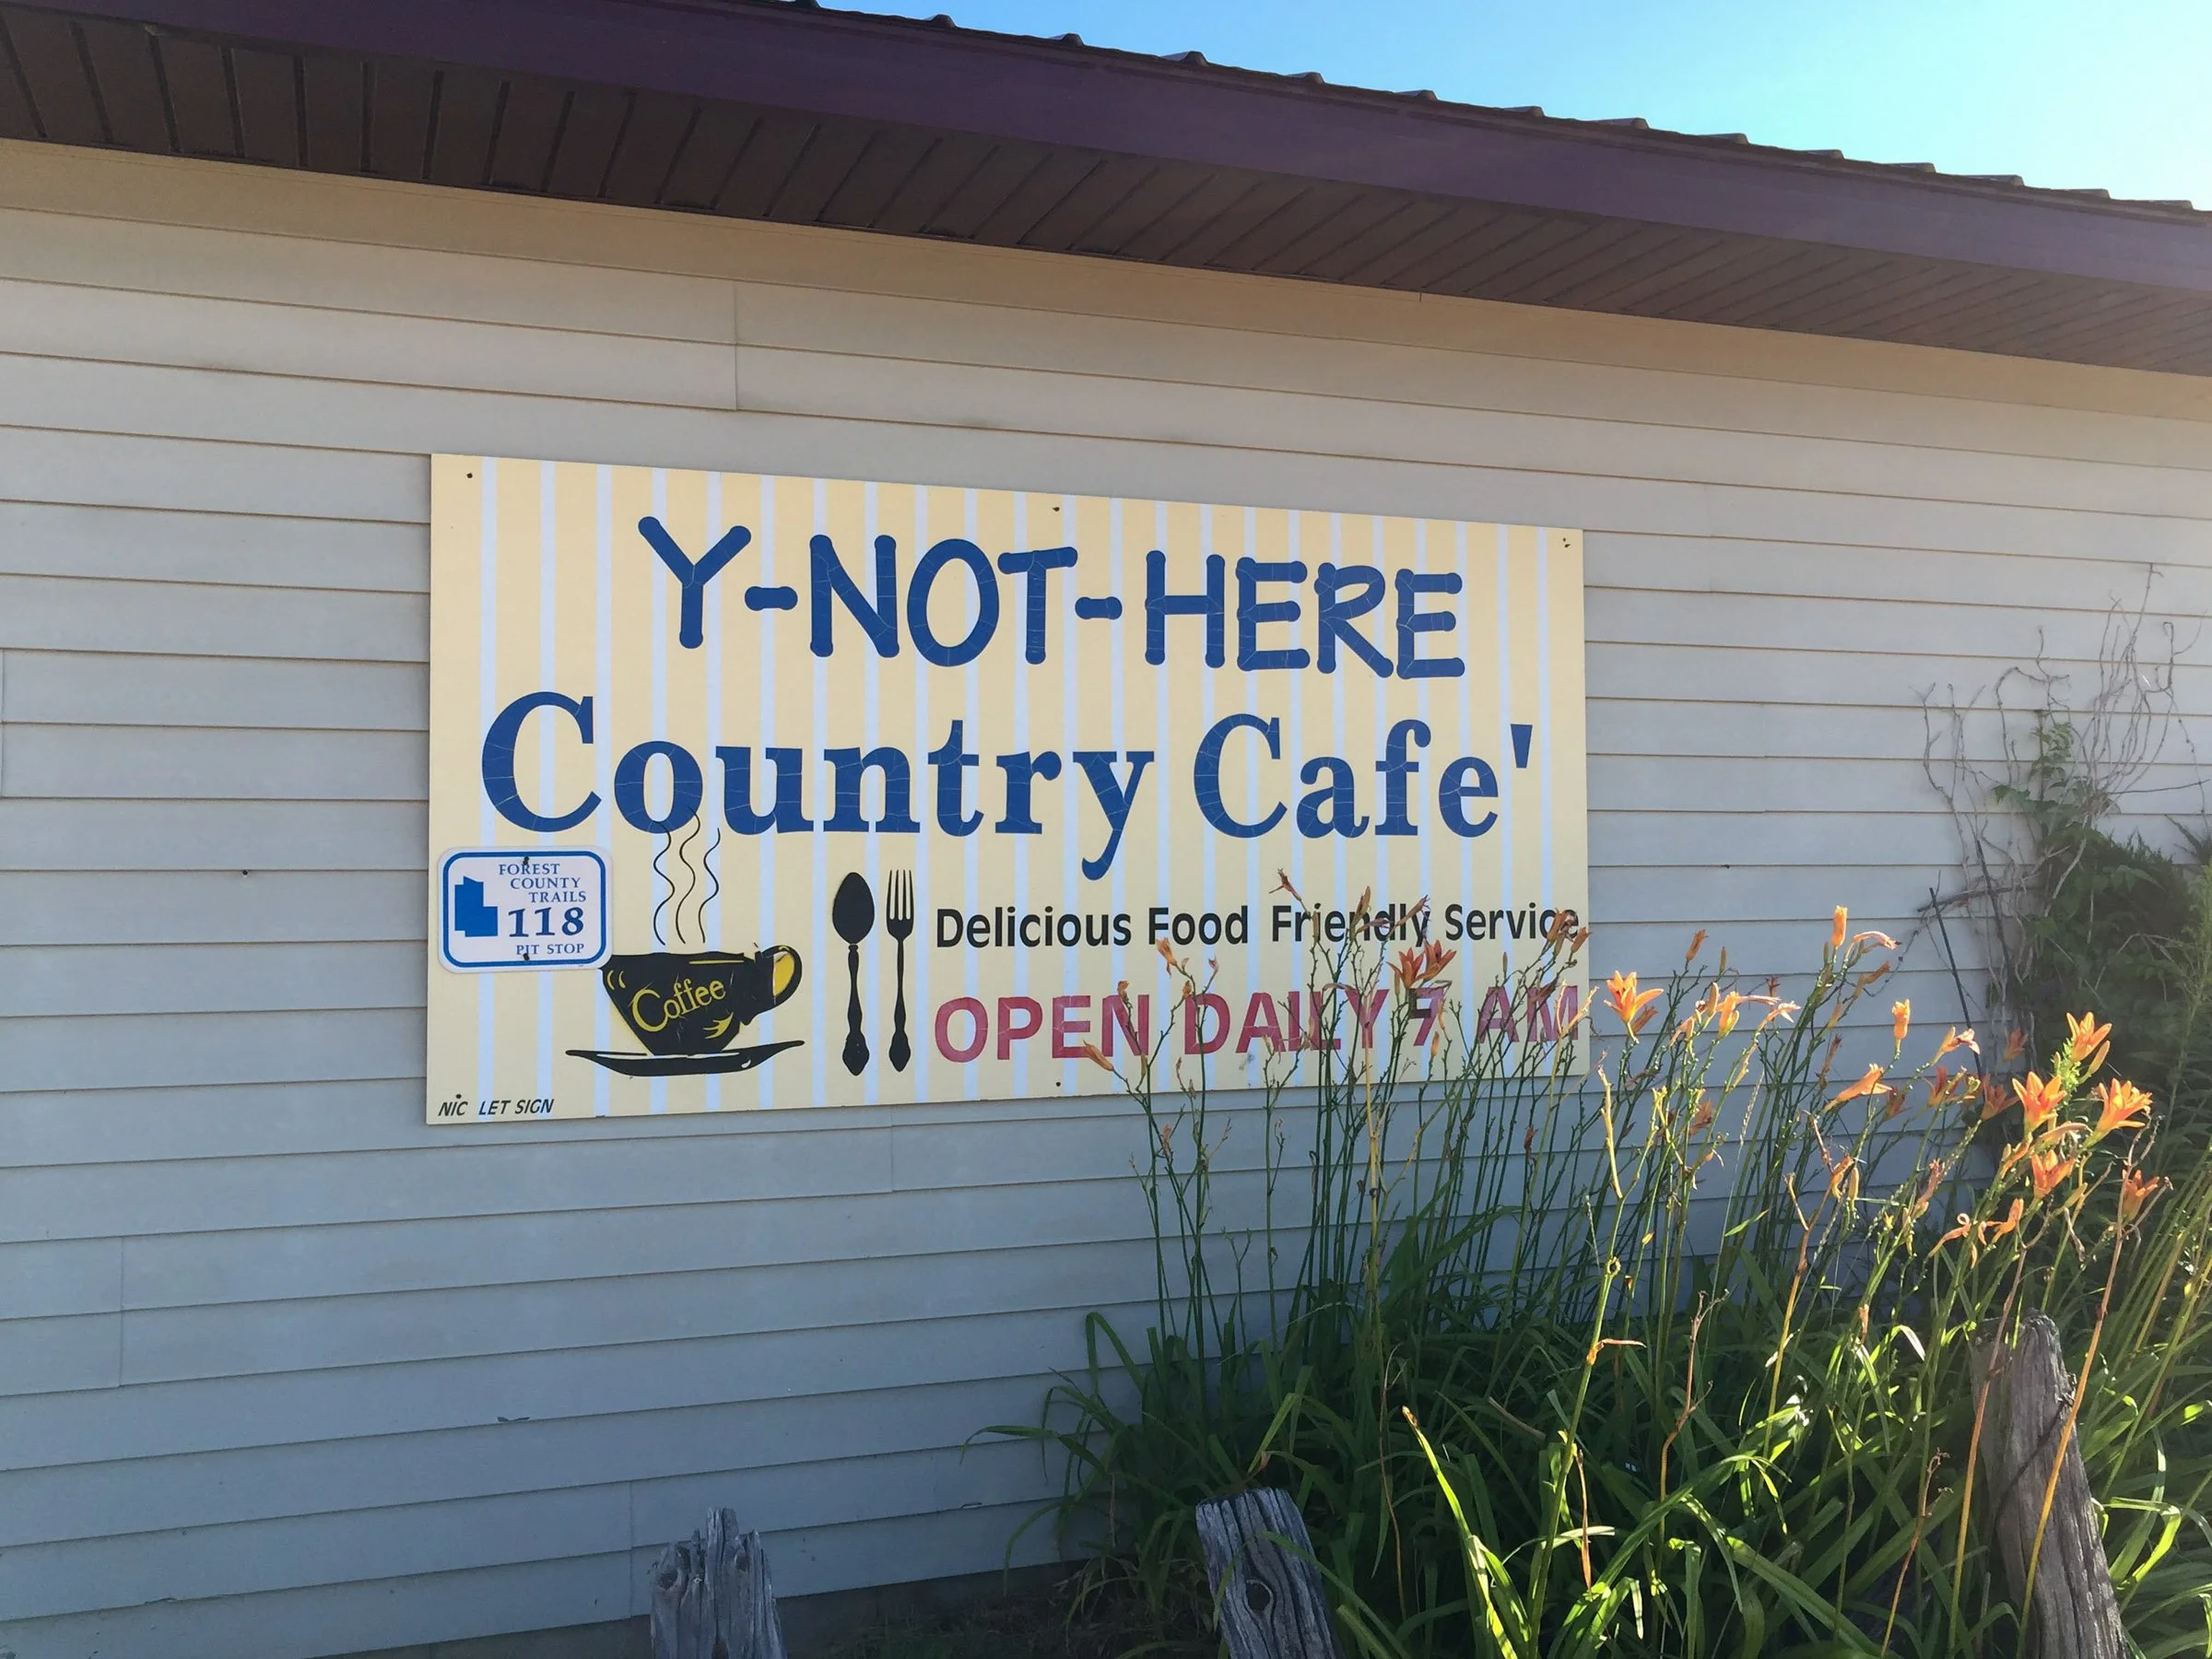 Y-NOT-HERE
Country Cafe'
FOREST
COUNTY
TRAILS
118
PIT STOP
Coffee
Delicious Food Friendly Service
OPEN DAILY 7 AM
NIC LET SIGN